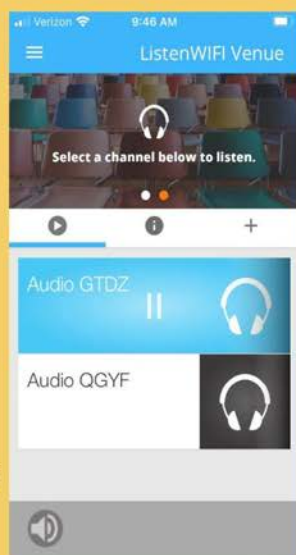 Verizon 9:46 AM
ListenWIFI Venue
Select a channel below to listen.
Audio GTDZ
Audio QGYF